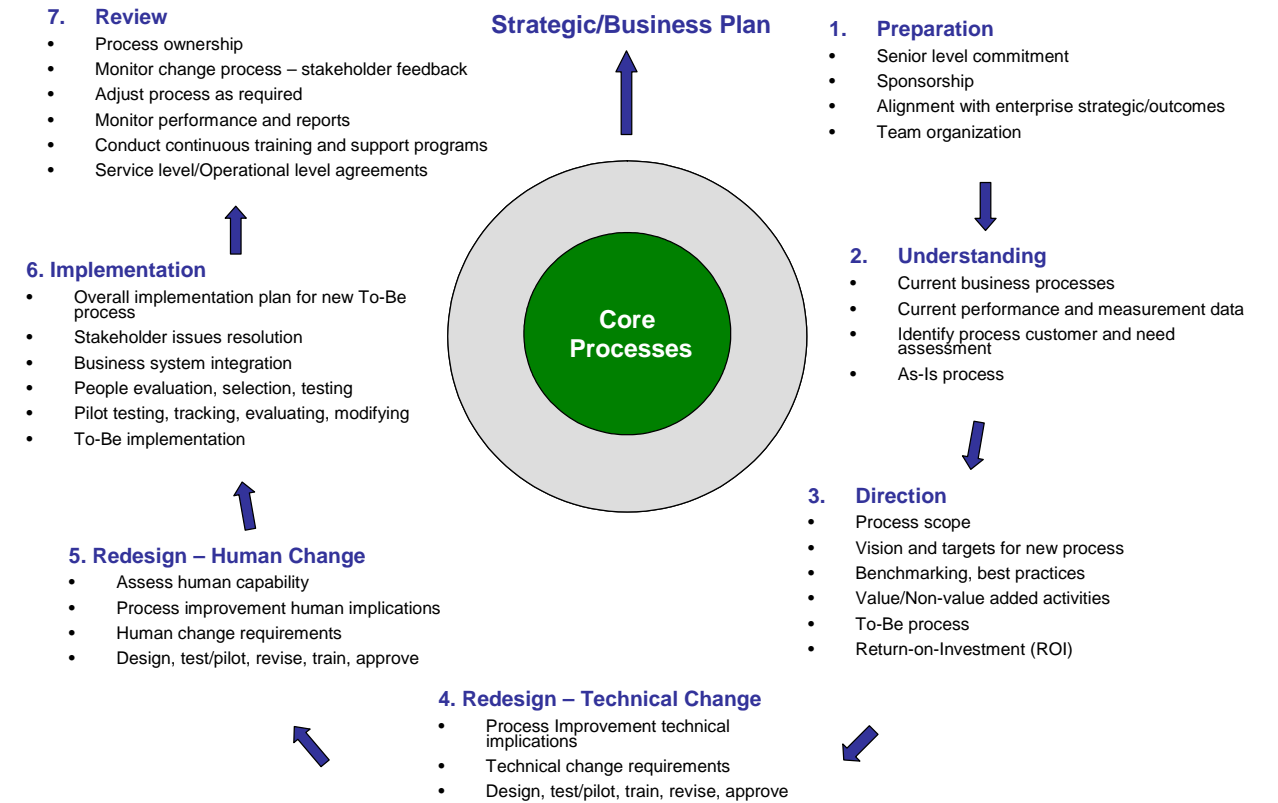 Strategic/Business Plan
1. Preparation
• Senior level commitment
• Sponsorship
• Alignment with enterprise strategic/outcomes
• Team organization
2. Understanding
• Current business processes
• Current performance and measurement data
• Identify process customer and need
assessment
• As-Is process
3. Direction
• Process scope
• Vision and targets for new process
• Benchmarking, best practices
• Value/Non-value added activities
• To-Be process
• Return-on-Investment (ROI)
4. Redesign – Technical Change
• Process Improvement technical
implications
• Technical change requirements
• Design, test/pilot, train, revise, approve
5. Redesign – Human Change
• Assess human capability
• Process improvement human implications
• Human change requirements
• Design, test/pilot, revise, train, approve
6. Implementation
• Overall implementation plan for new To-Be
process
• Stakeholder issues resolution
• Business system integration
• People evaluation, selection, testing
• Pilot testing, tracking, evaluating, modifying
• To-Be implementation
7. Review
• Process ownership
• Monitor change process – stakeholder feedback
• Adjust process as required
• Monitor performance and reports
• Conduct continuous training and support programs
• Service level/Operational level agreements
Core
Processes